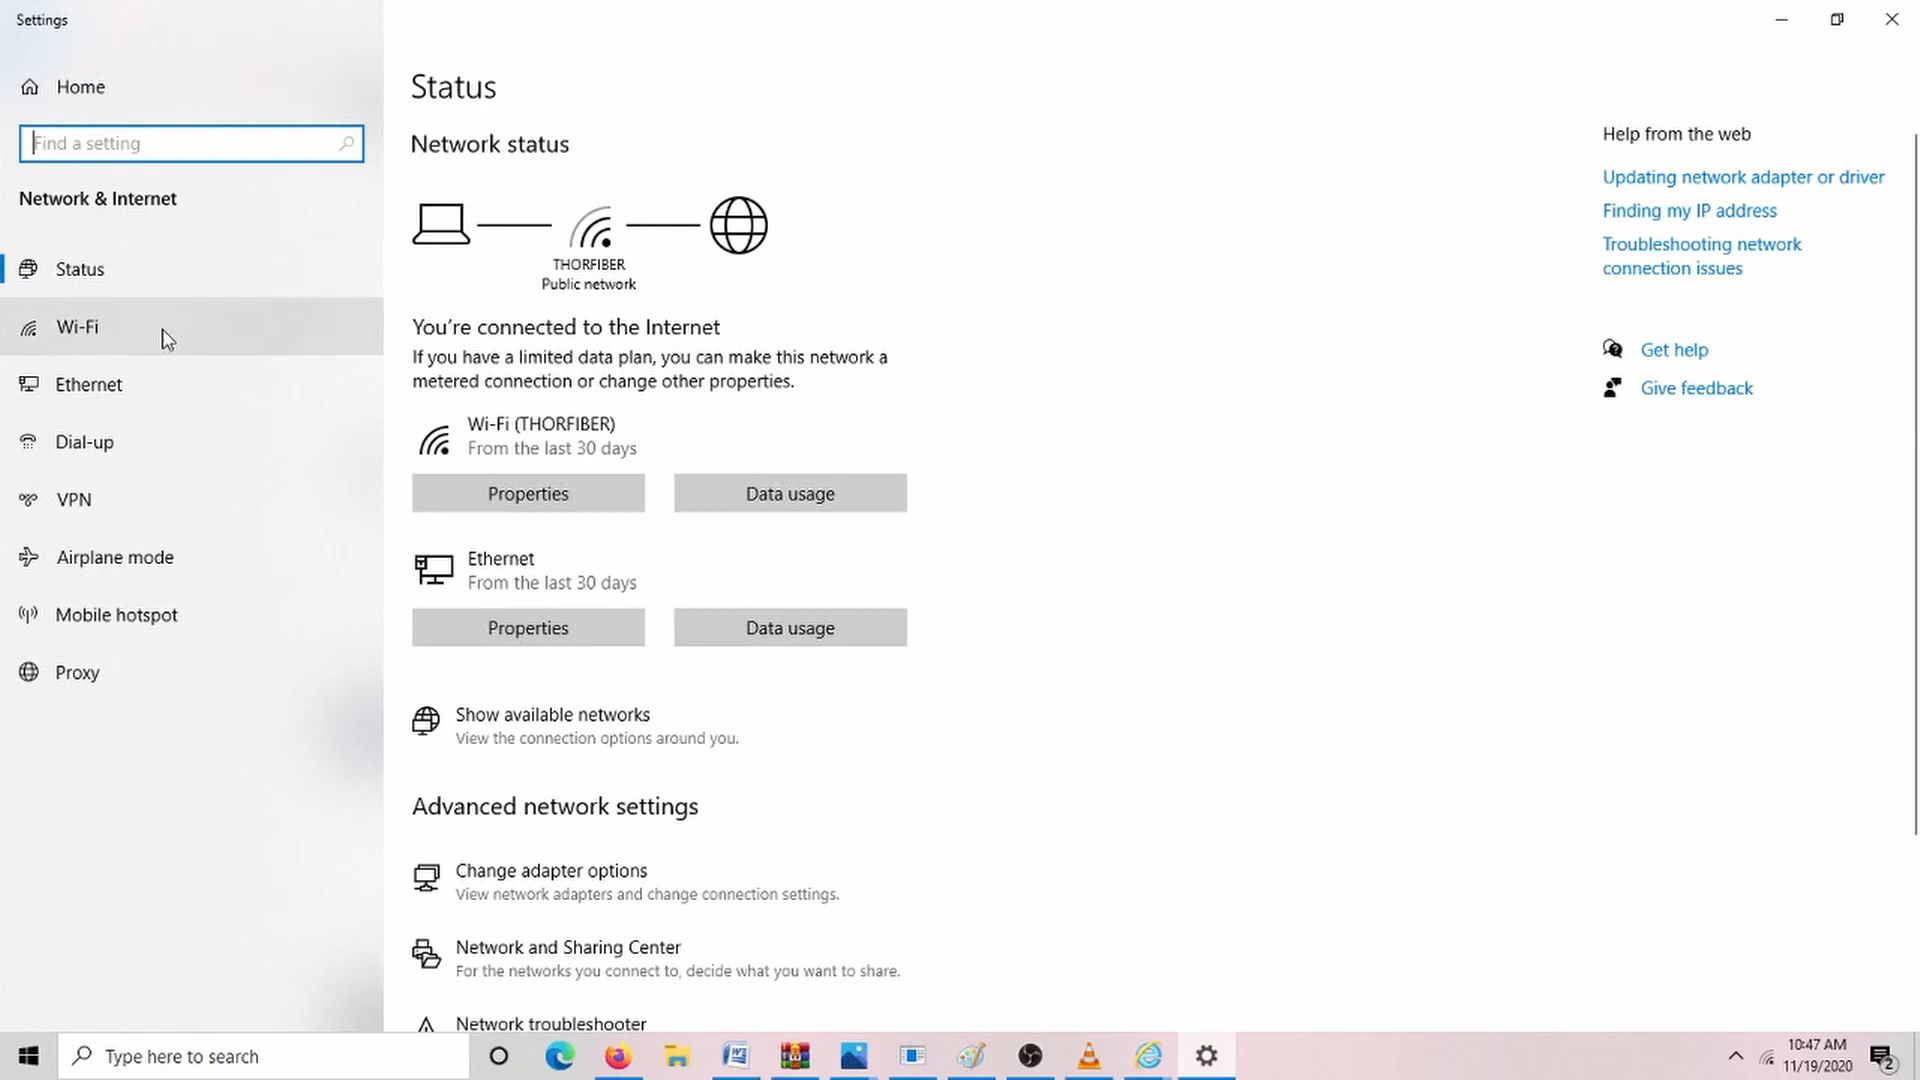 Settings
Home
Find a setting
Network & Internet
Status
Wi-Fi
Ethernet
Dial-up
VPN
Airplane mode
Mobile hotspot
Proxy
Status
Network status
THORFIBER
Public network
You're connected to the Internet
If you have a limited data plan, you can make this network a
metered connection or change other properties.
Wi-Fi (THORFIBER)
From the last 30 days
Properties
Data usage
Ethernet
From the last 30 days
Properties
Data usage
Show available networks
View the connection options around you.
Advanced network settings
Change adapter options
View network adapters and change connection settings.
Network and Sharing Center
For the networks you connect to, decide what you want to share.
Network troubleshooter
Help from the web
Updating network adapter or driver
Finding my IP address
Troubleshooting network
connection issues
Get help
Give feedback
Type here to search
10:47 AM
11/19/2020
2